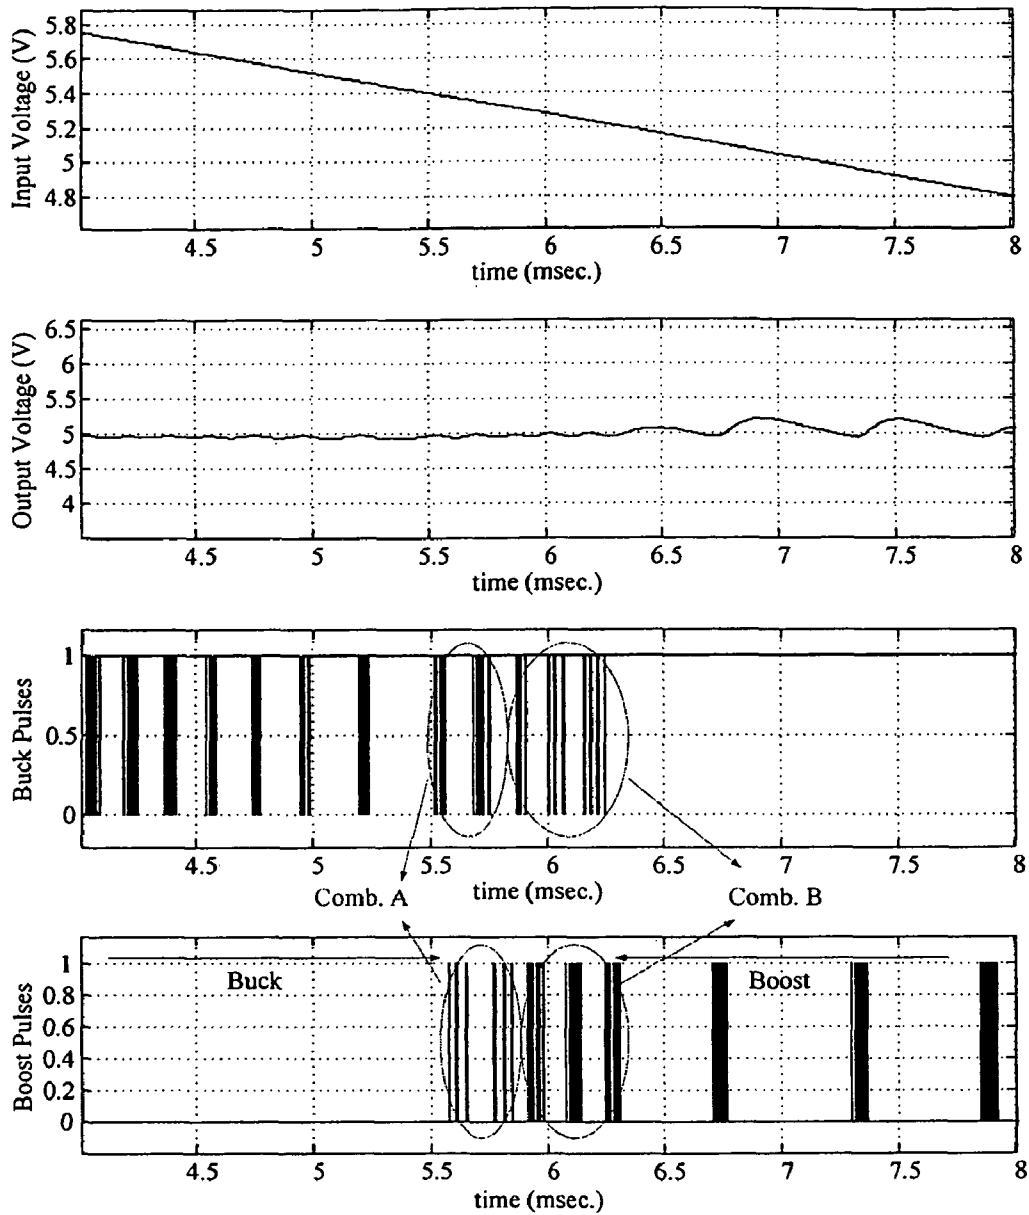 Input Voltage (V)
5.8
5.6
5.4
5.2
5
4.8
4.5 5 5.5 6 6.5 7 7.5 8
time (msec.)
Output Voltage (V)
6.5
6
5.5
5
4.5
4
4.5 5 5.5 6 6.5 7 7.5 8
time (msec.)
Buck Pulses
1
0.5
0
4.5 5 5.5 6 6.5 7 7.5 8
time (msec.)
Comb. A
Comb. B
Boost Pulses
1
0.8
0.6
0.4
0.2
0
Buck
Boost
4.5 5 5.5 6 6.5 7 7.5 8
time (msec.)